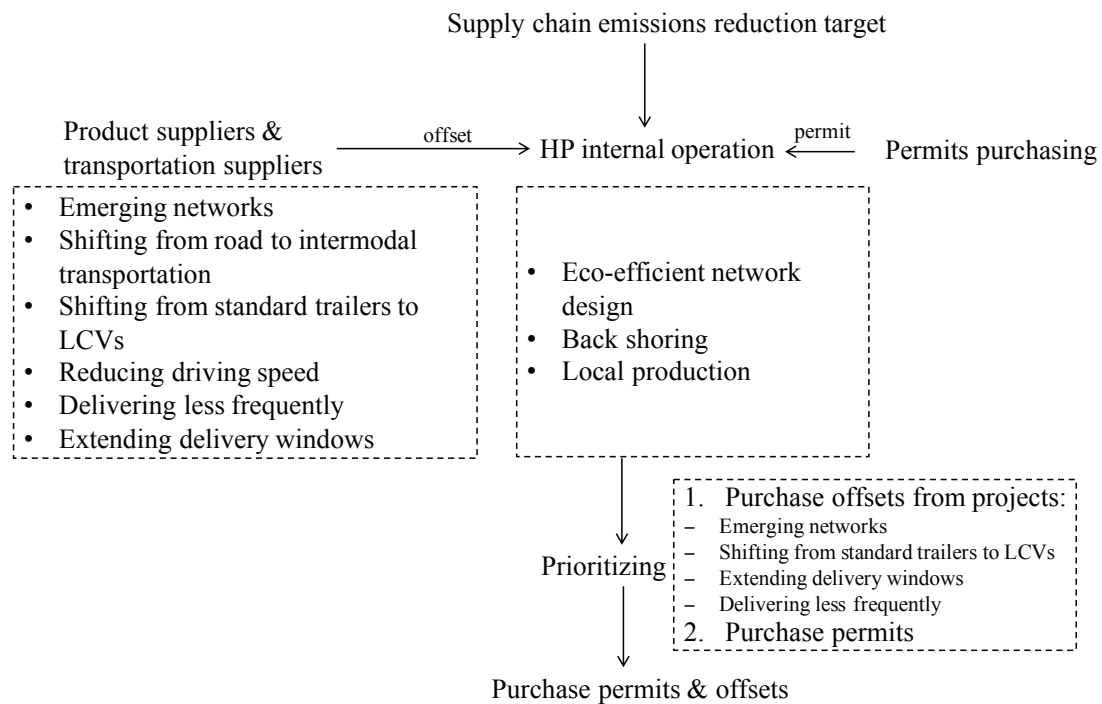 Supply chain emissions reduction target
Product suppliers &
transportation suppliers
offset
HP internal operation
permit
Permits purchasing
• Emerging networks
• Shifting from road to intermodal
transportation
• Shifting from standard trailers to
LCVs
• Reducing driving speed
• Delivering less frequently
• Extending delivery windows
• Eco-efficient network
design
• Back shoring
• Local production
Prioritizing
1. Purchase offsets from projects:
– Emerging networks
– Shifting from standard trailers to LCVs
– Extending delivery windows
– Delivering less frequently
2. Purchase permits
Purchase permits & offsets